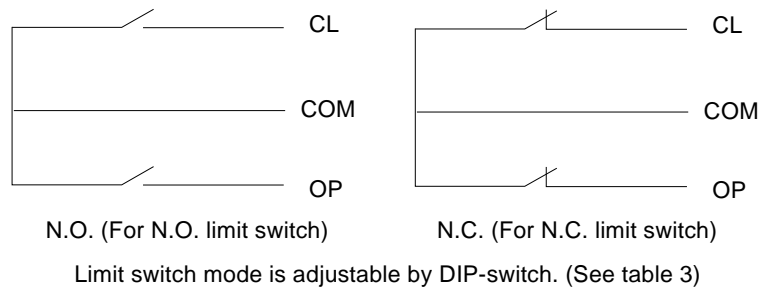 CL CL
COM COM
OP OP
N.O. (For N.O. limit switch) N.C. (For N.C. limit switch)
Limit switch mode is adjustable by DIP-switch. (See table 3)